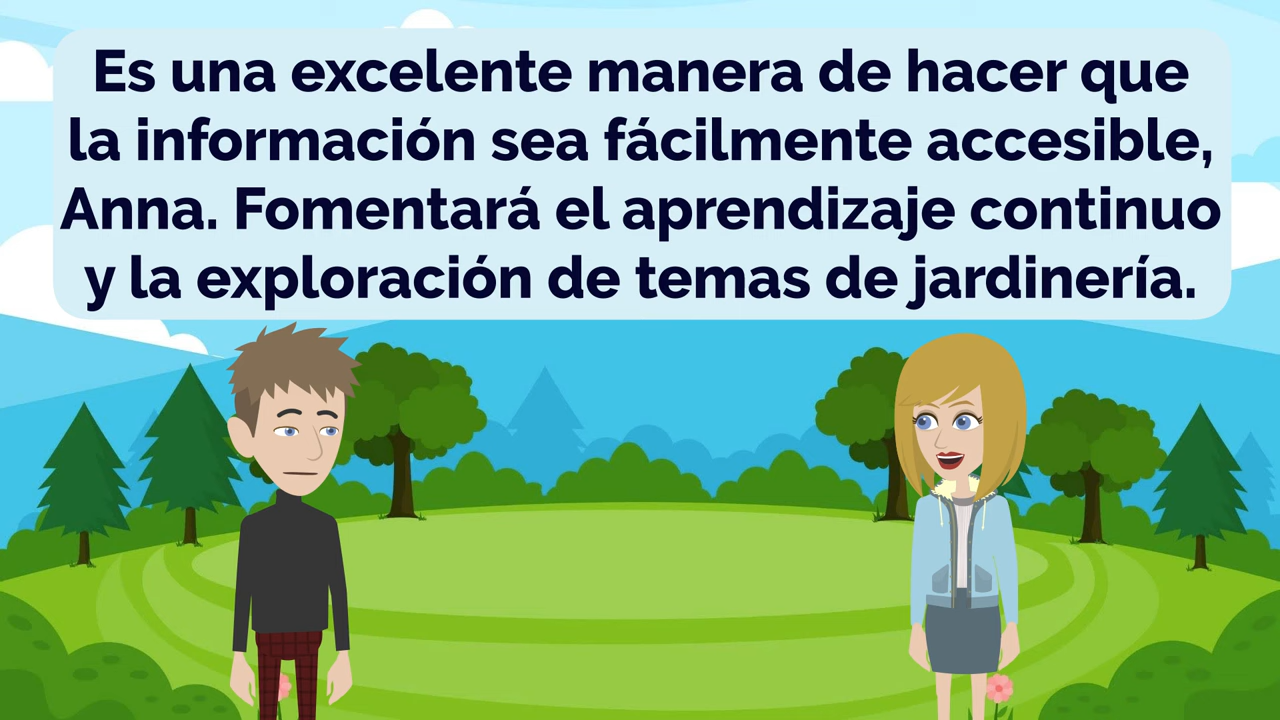 Es una excelente manera de hacer que
la información sea fácilmente accesible,
Anna. Fomentará el aprendizaje continuo
y la exploración de temas de jardinería.